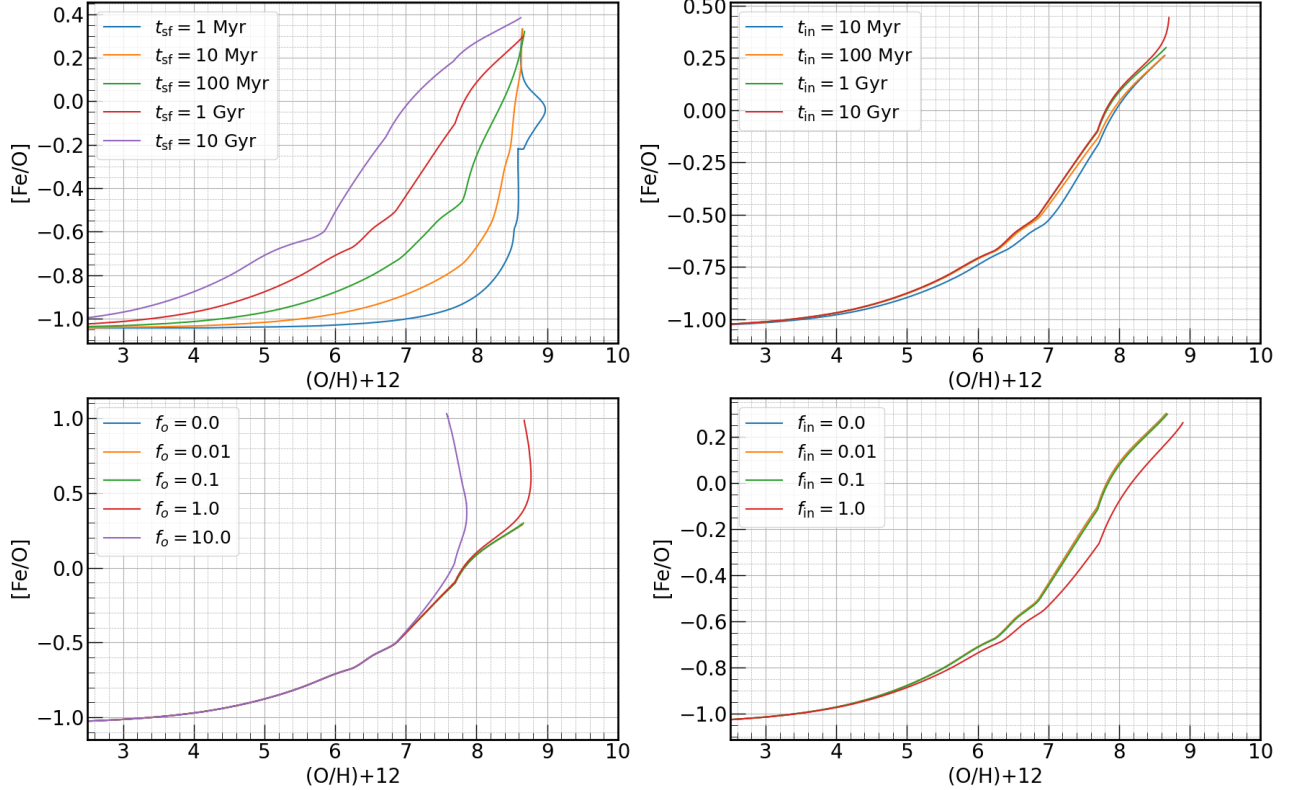 0.4
0.2
0.0
−0.2
−0.4
−0.6
−0.8
−1.0
[Fe/O]
t_sf = 1 Myr
t_sf = 10 Myr
t_sf = 100 Myr
t_sf = 1 Gyr
t_sf = 10 Gyr
3 4 5 6 7 8 9 10
(O/H)+12
0.50
0.25
0.00
−0.25
−0.50
−0.75
−1.00
[Fe/O]
t_in = 10 Myr
t_in = 100 Myr
t_in = 1 Gyr
t_in = 10 Gyr
3 4 5 6 7 8 9 10
(O/H)+12
1.0
0.5
0.0
−0.5
−1.0
[Fe/O]
f_o = 0.0
f_o = 0.01
f_o = 0.1
f_o = 1.0
f_o = 10.0
3 4 5 6 7 8 9 10
(O/H)+12
0.2
0.0
−0.2
−0.4
−0.6
−0.8
−1.0
[Fe/O]
f_in = 0.0
f_in = 0.01
f_in = 0.1
f_in = 1.0
3 4 5 6 7 8 9 10
(O/H)+12